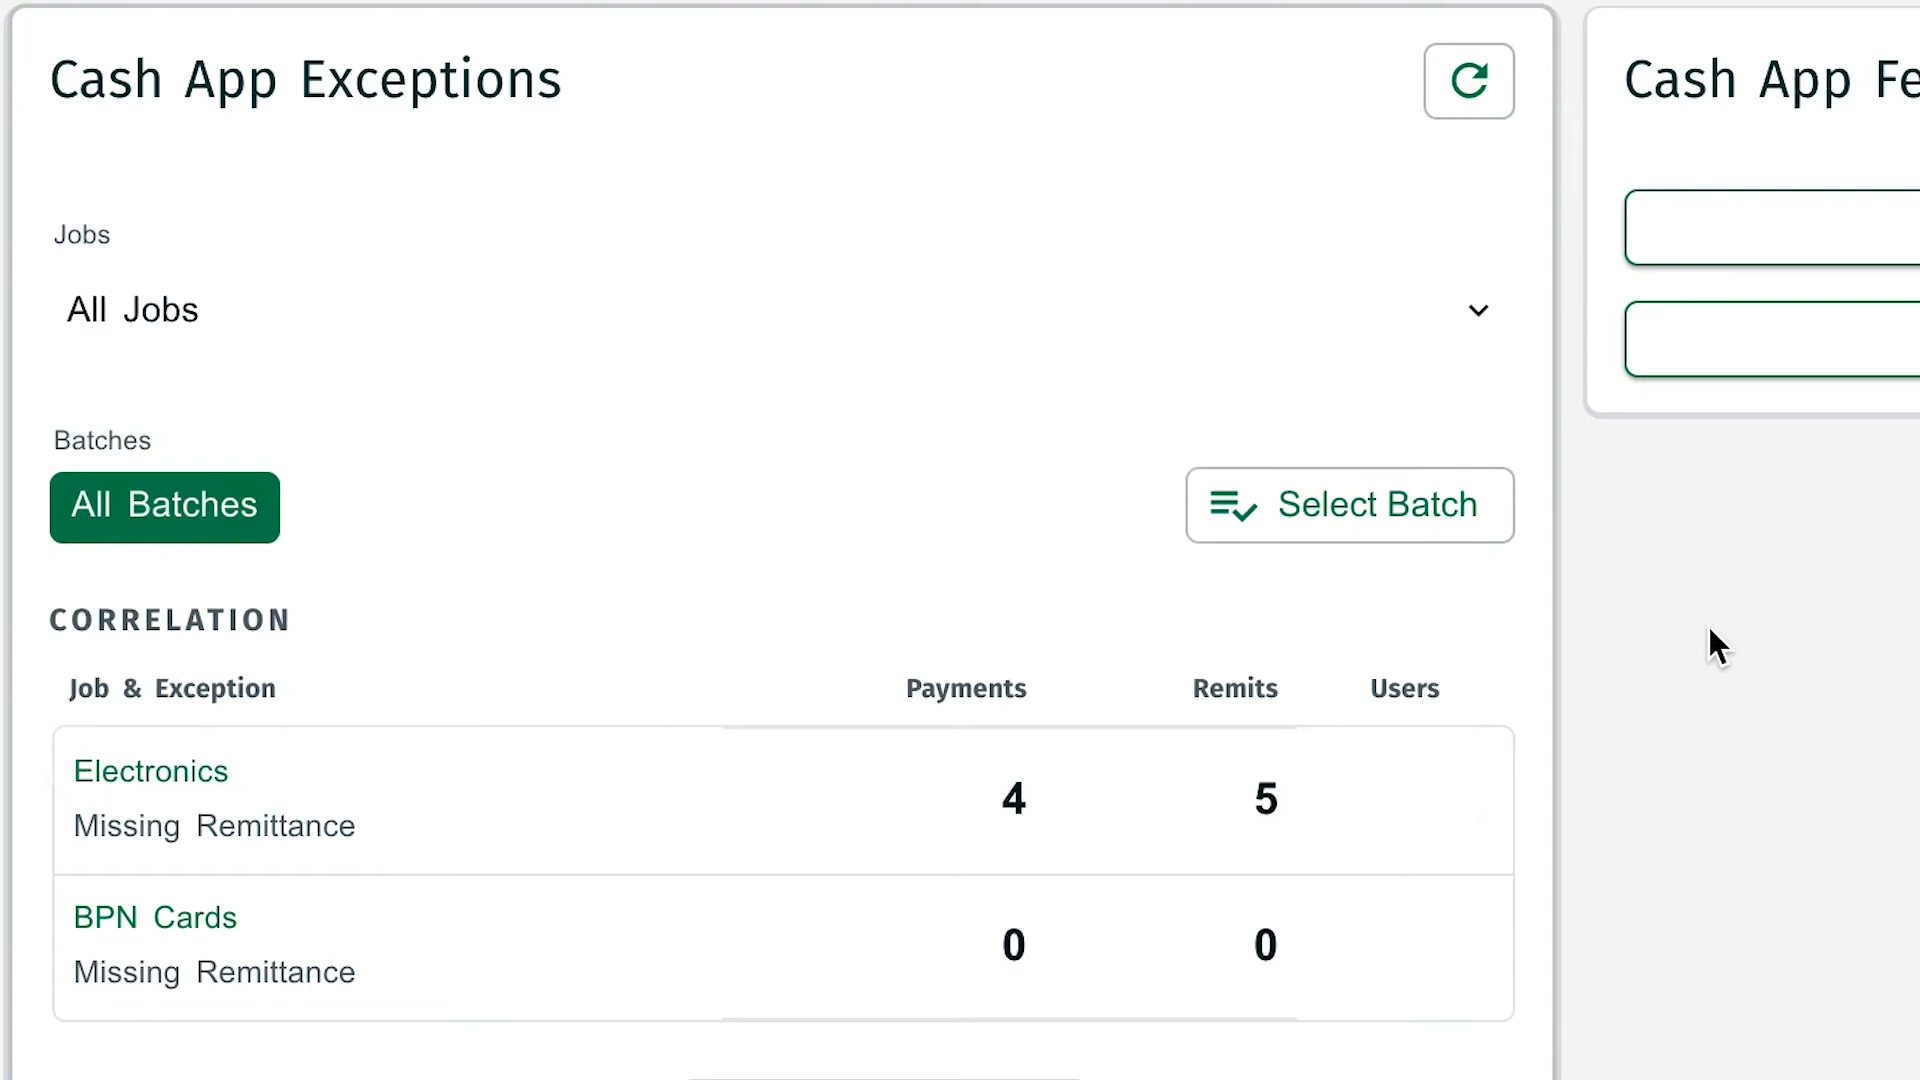 Cash App Exceptions
Cash App Fe
Jobs
All Jobs
Batches
All Batches
Select Batch
CORRELATION
Job & Exception Payments Remits Users
Electronics
Missing Remittance
4 5
BPN Cards
Missing Remittance
0 0